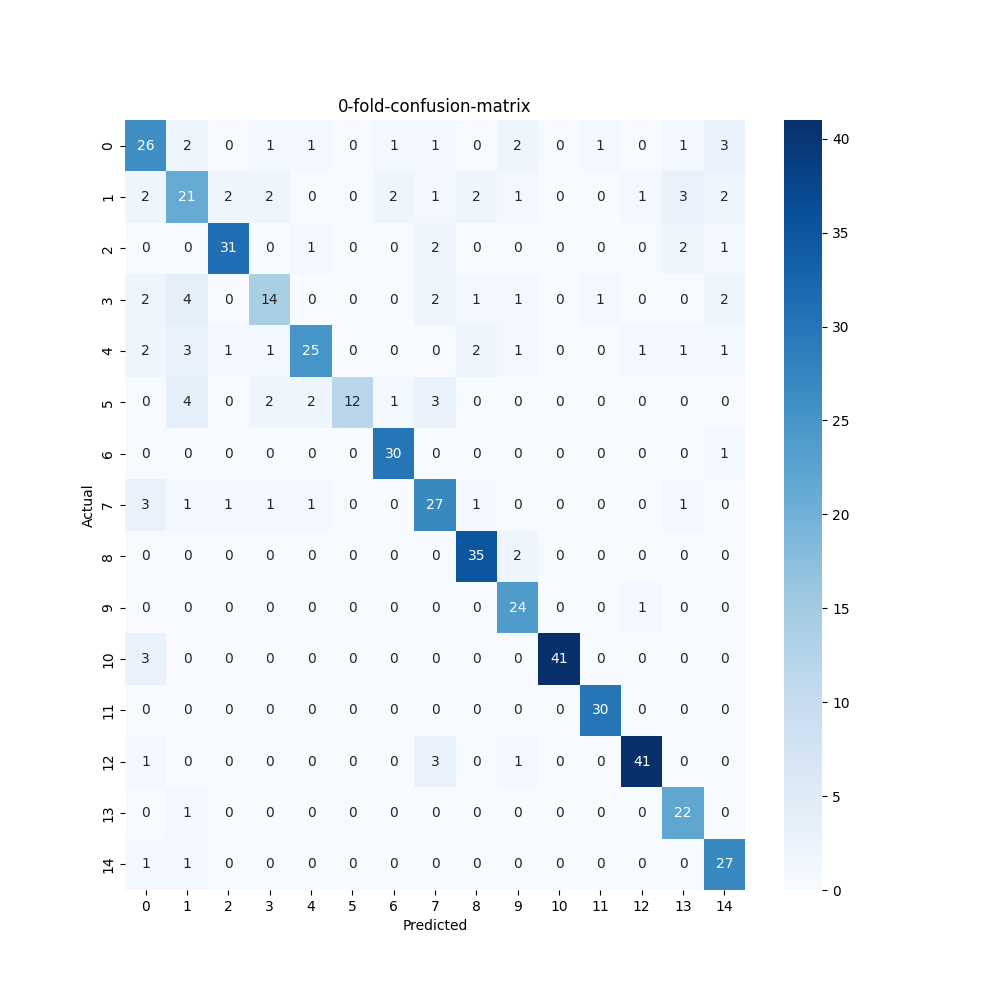 0-fold-confusion-matrix
0 26 2 0 1 1 0 1 1 0 2 0 1 0 1 3
1 2 21 2 2 0 0 2 1 2 1 0 0 1 3 2
2 0 0 31 0 1 0 0 2 0 0 0 0 0 2 1
3 2 4 0 14 0 0 0 2 1 1 0 1 0 0 2
4 2 3 1 1 25 0 0 0 2 1 0 0 1 1 1
5 0 4 0 2 2 12 1 3 0 0 0 0 0 0 0
6 0 0 0 0 0 0 30 0 0 0 0 0 0 0 1
7 3 1 1 1 1 0 0 27 1 0 0 0 0 1 0
8 0 0 0 0 0 0 0 0 35 2 0 0 0 0 0
9 0 0 0 0 0 0 0 0 0 24 0 0 1 0 0
10 3 0 0 0 0 0 0 0 0 0 41 0 0 0 0
11 0 0 0 0 0 0 0 0 0 0 0 30 0 0 0
12 1 0 0 0 0 0 0 3 0 1 0 0 41 0 0
13 0 1 0 0 0 0 0 0 0 0 0 0 0 22 0
14 1 1 0 0 0 0 0 0 0 0 0 0 0 0 27
0 1 2 3 4 5 6 7 8 9 10 11 12 13 14
Predicted
Actual
40
35
30
25
20
15
10
5
0